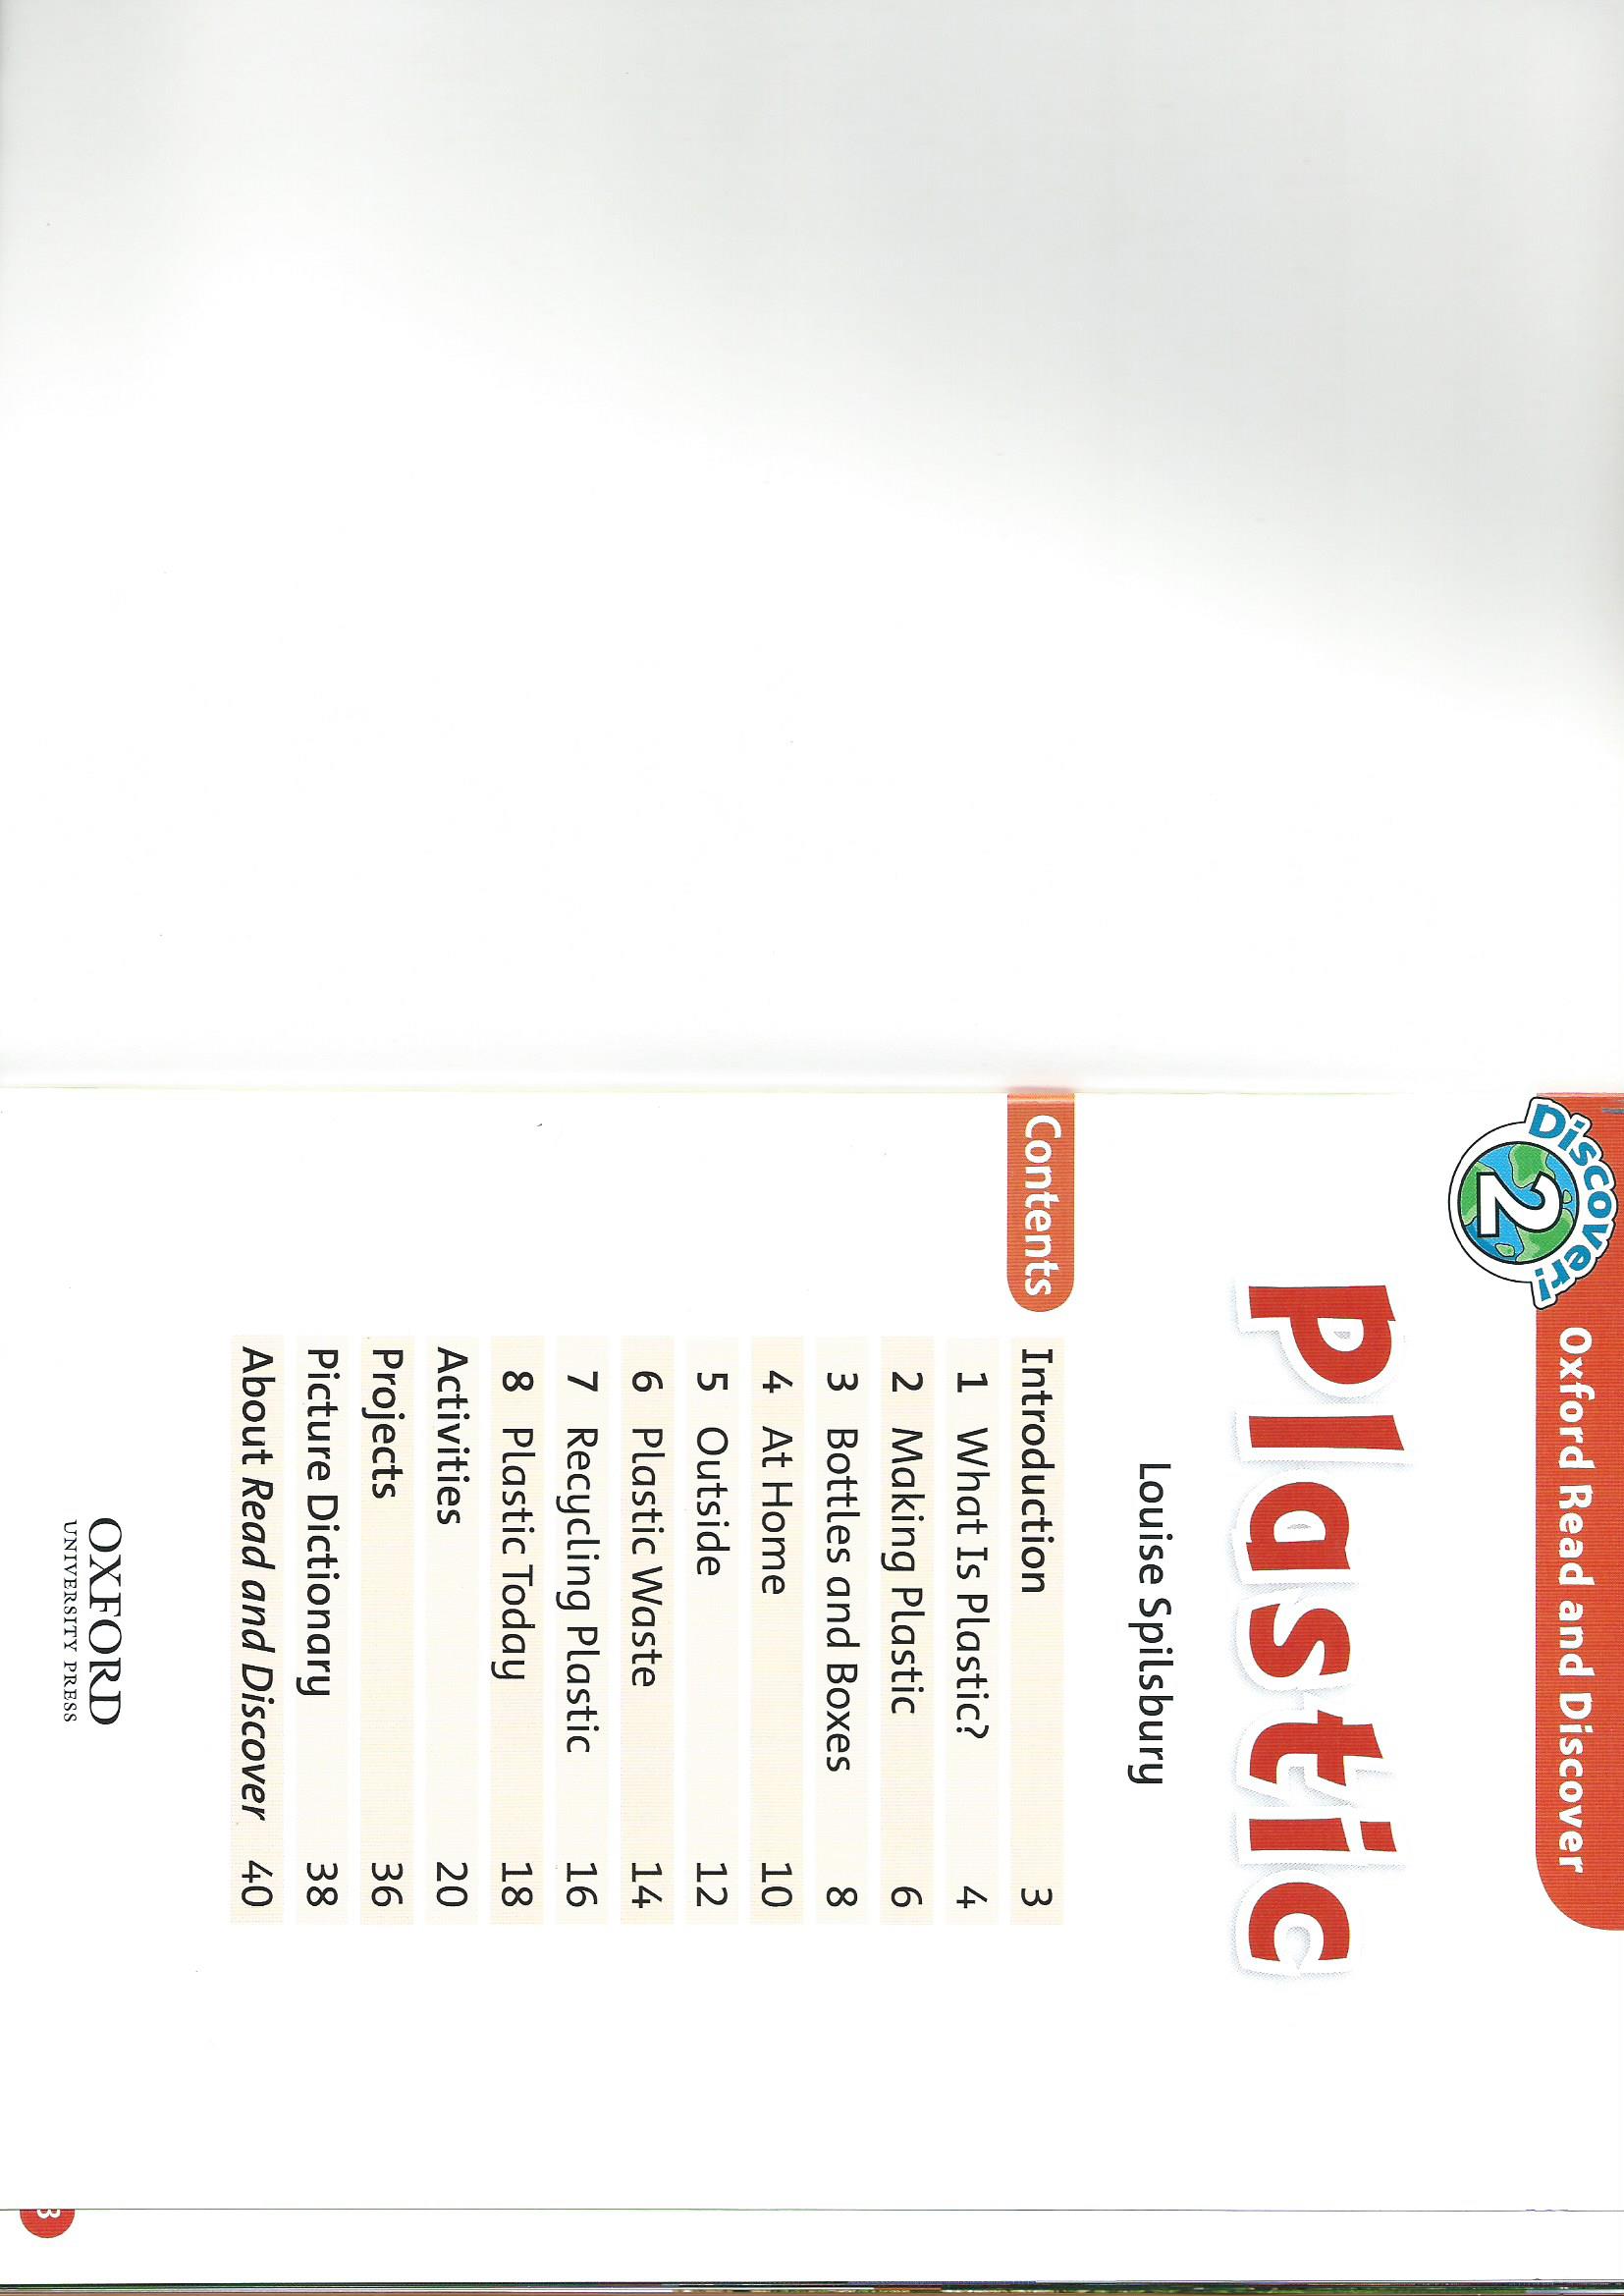 Discover!
2
Oxford Read and Discover
Plastic
Louise Spilsbury
Contents
Introduction 3
1 What Is Plastic? 4
2 Making Plastic 6
3 Bottles and Boxes 8
4 At Home 10
5 Outside 12
6 Plastic Waste 14
7 Recycling Plastic 16
8 Plastic Today 18
Activities 20
Projects 36
Picture Dictionary 38
About Read and Discover 40
OXFORD
UNIVERSITY PRESS
3